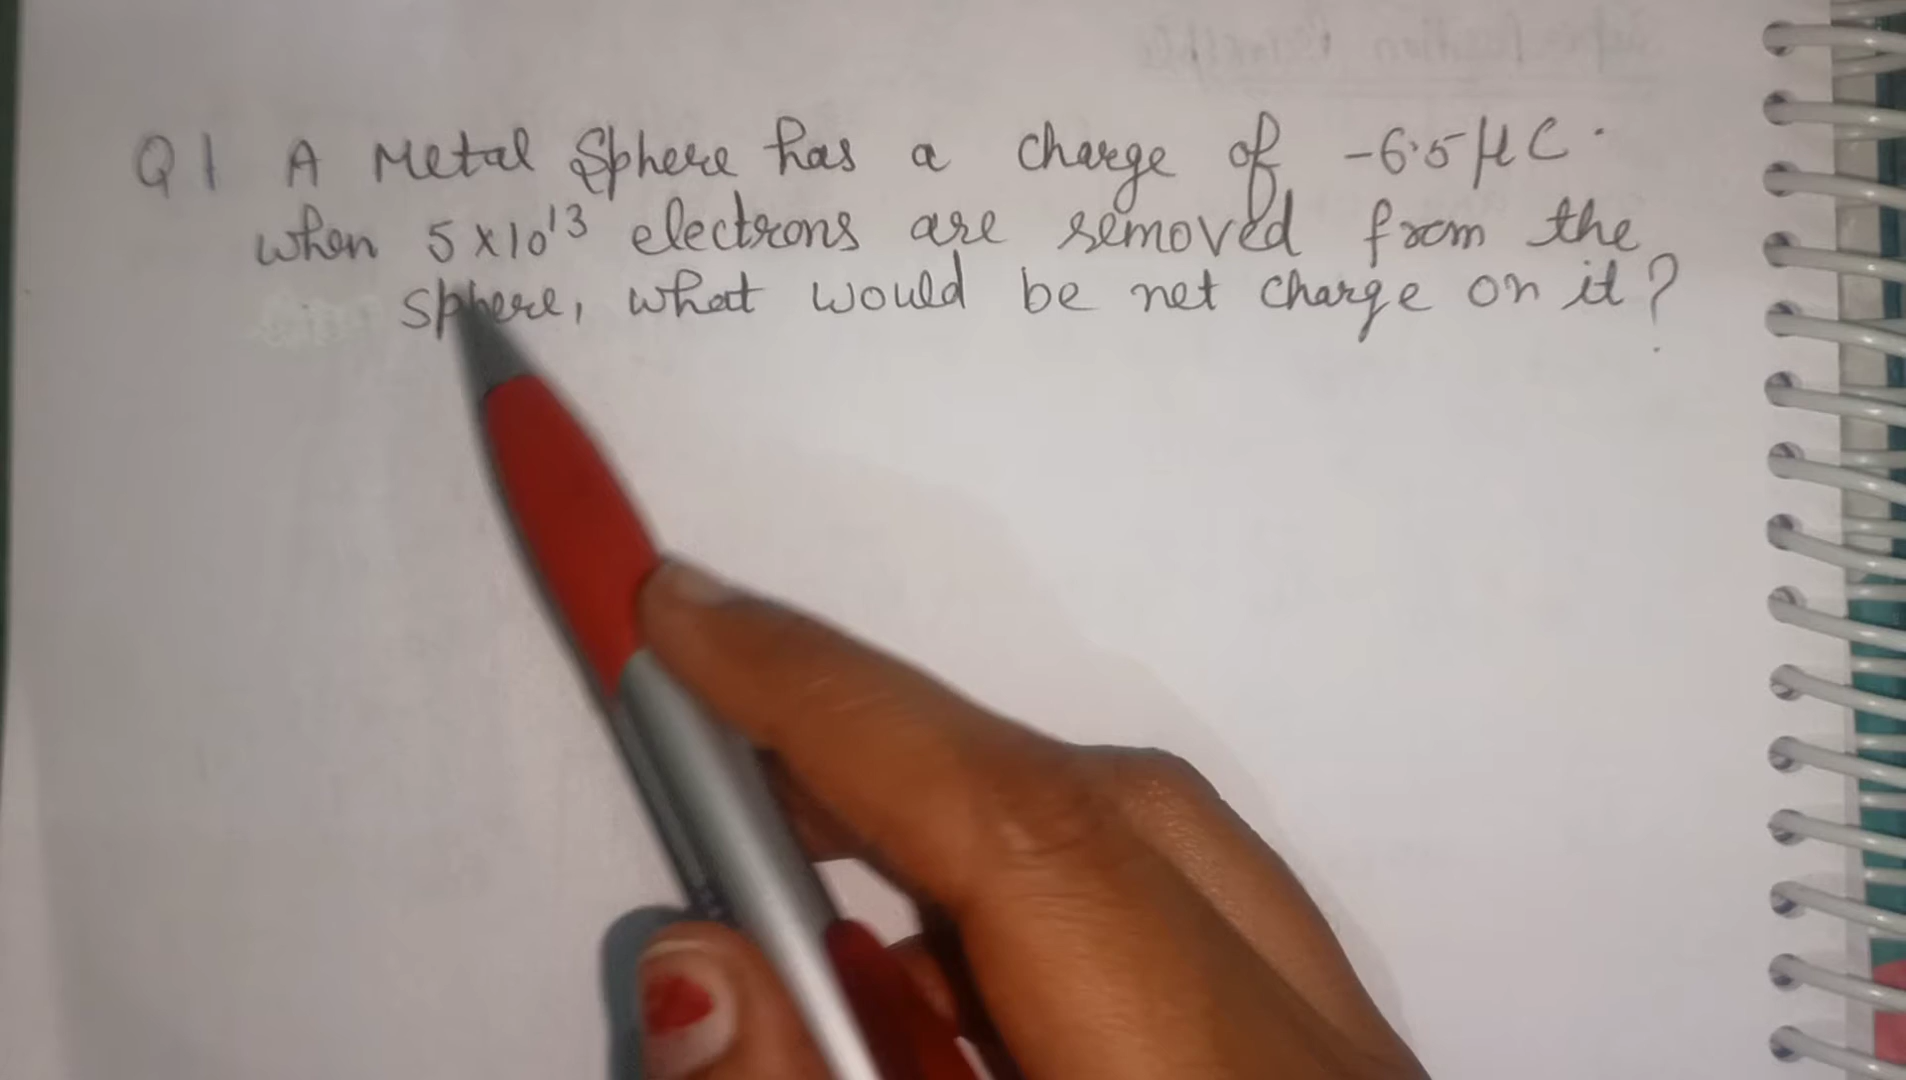 Q1 A Metal Sphere has a charge of -6.5 μC.
when 5 x 10¹³ electrons are removed from the
sphere, what would be net charge on it?